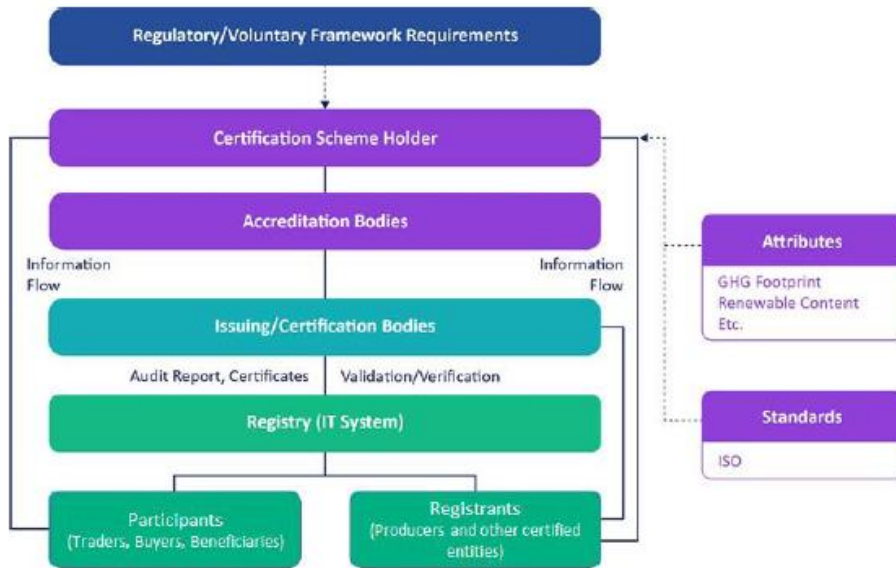 Regulatory/Voluntary Framework Requirements
Certification Scheme Holder
Accreditation Bodies
Information
Flow
Information
Flow
Issuing/Certification Bodies
Audit Report, Certificates
Validation/Verification
Registry (IT System)
Participants
(Traders, Buyers, Beneficiaries)
Registrants
(Producers and other certified
entities)
Attributes
GHG Footprint
Renewable Content
Etc.
Standards
ISO